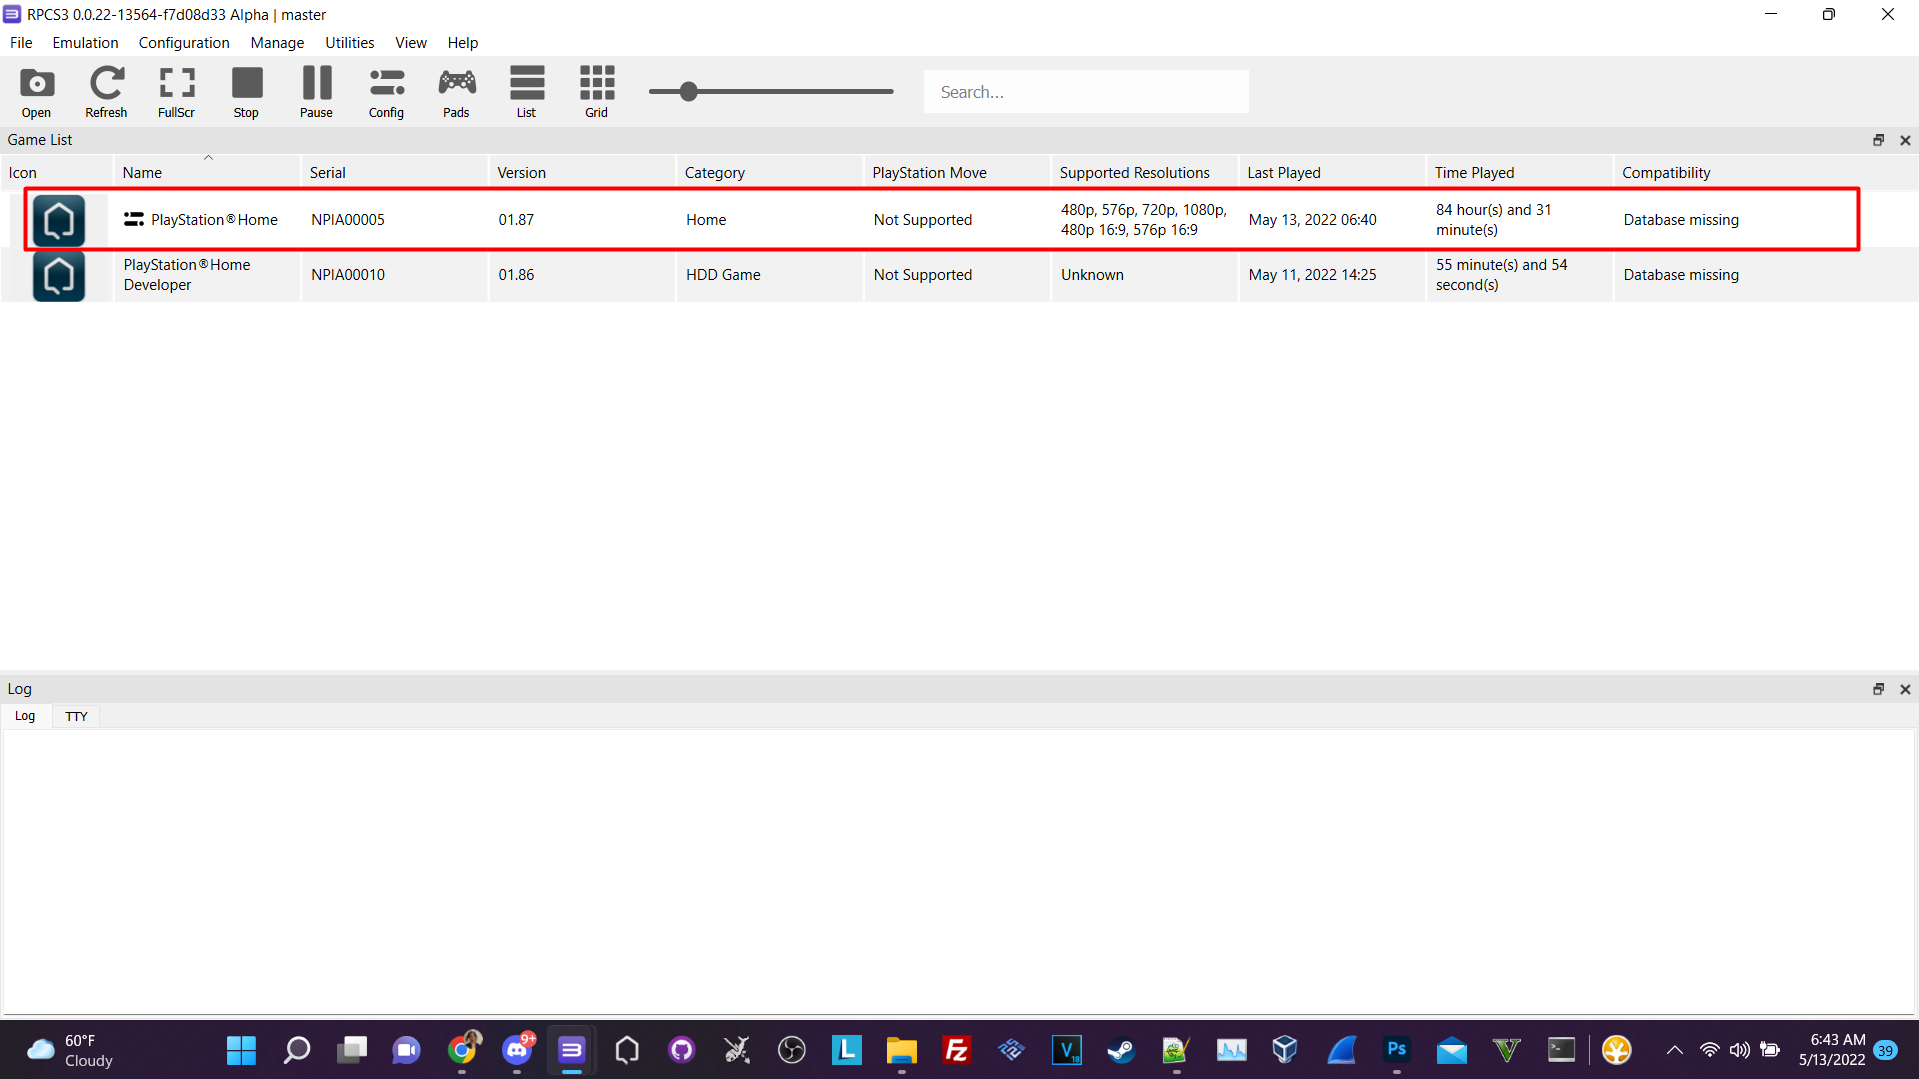 RPCS3 0.0.22-13564-f7d08d33 Alpha | master
File Emulation Configuration Manage Utilities View Help
Open Refresh FullScr Stop Pause Config Pads List Grid Search...
Game List
Icon Name Serial Version Category PlayStation Move Supported Resolutions Last Played Time Played Compatibility
PlayStation®Home NPIA00005 01.87 Home Not Supported 480p, 576p, 720p, 1080p, 480p 16:9, 576p 16:9 May 13, 2022 06:40 84 hour(s) and 31 minute(s) Database missing
PlayStation®Home Developer NPIA00010 01.86 HDD Game Not Supported Unknown May 11, 2022 14:25 55 minute(s) and 54 second(s) Database missing
Log
Log TTY
60°F
Cloudy
9+
L
Fz
V
18
Ps
V
6:43 AM
5/13/2022
39